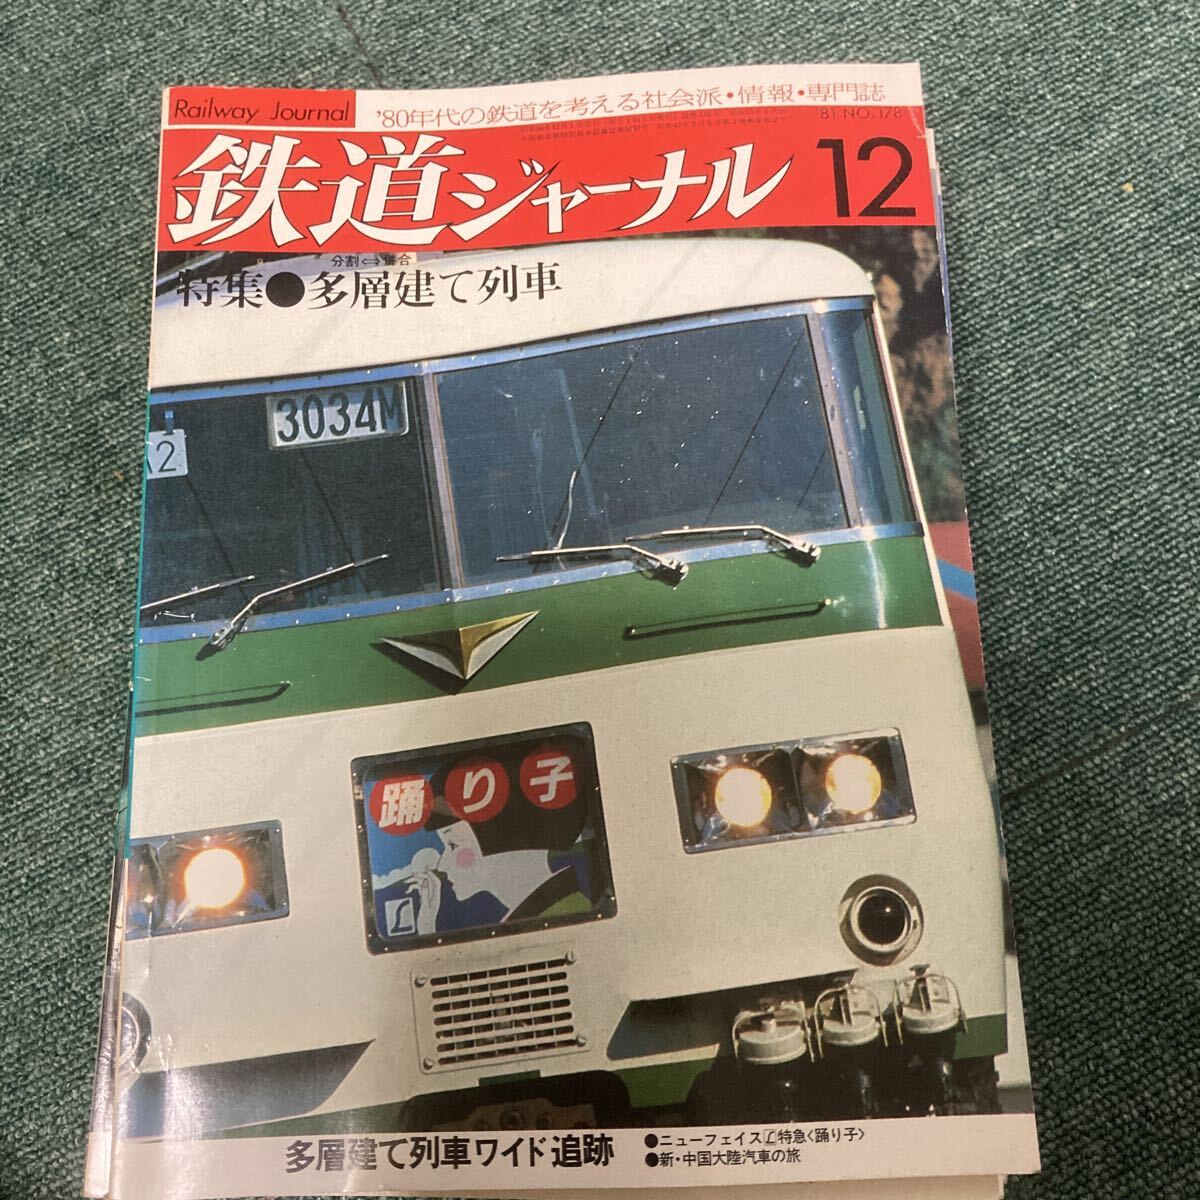 Railway Journal
'80年代の鉄道を考える社会派・情報・専門誌
81 NO.178
鉄道ジャーナル 12
分割⇔併合
特集●多層建て列車
3034M
2
踊り子
L
多層建て列車ワイド追跡
●ニューフェイスL特急〈踊り子〉
●新・中国大陸汽車の旅